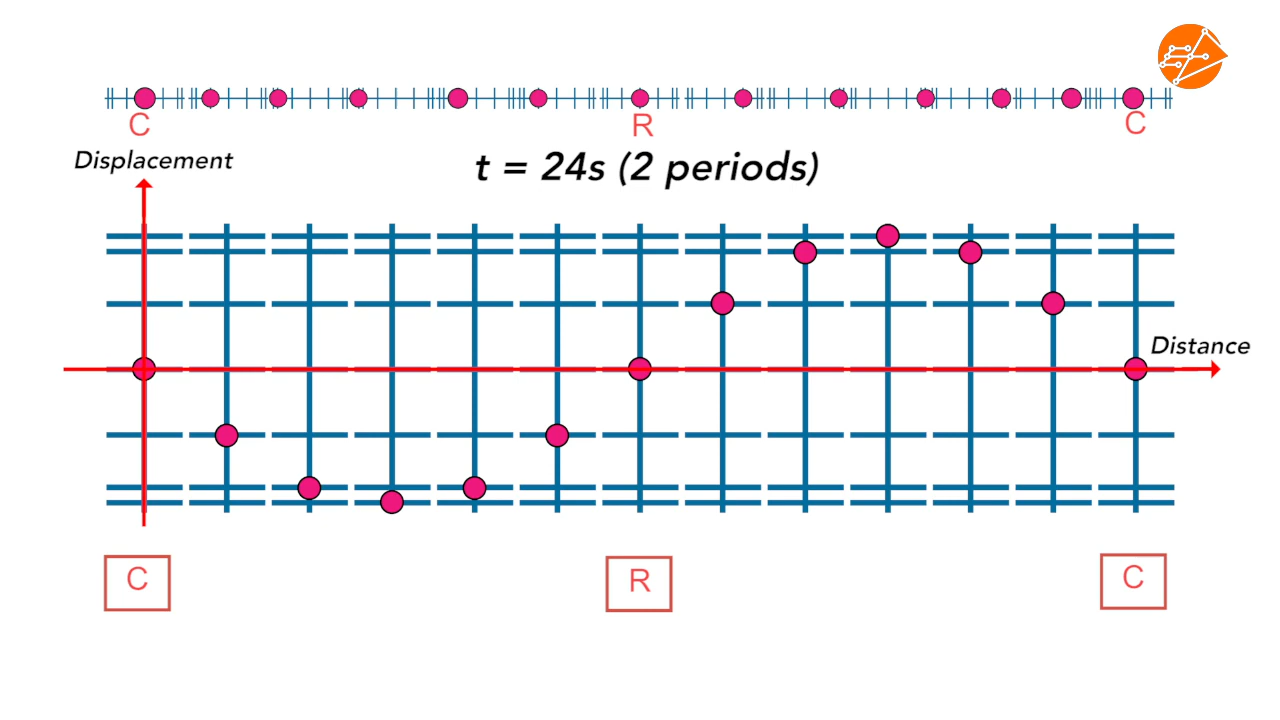 C
R
C
Displacement
t = 24s (2 periods)
Distance
C
R
C